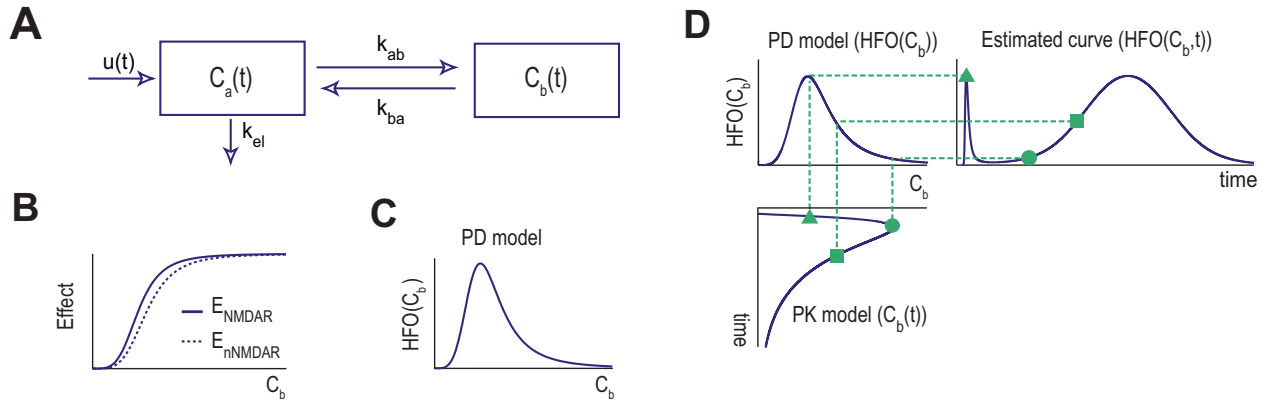 A
u(t)
C_a(t)
k_ab
k_ba
C_b(t)
k_el
B
Effect
E_NMDAR
E_nNMDAR
C_b
C
PD model
HFO(C_b)
C_b
D
PD model (HFO(C_b))
HFO(C_b)
C_b
Estimated curve (HFO(C_b,t))
time
time
PK model (C_b(t))